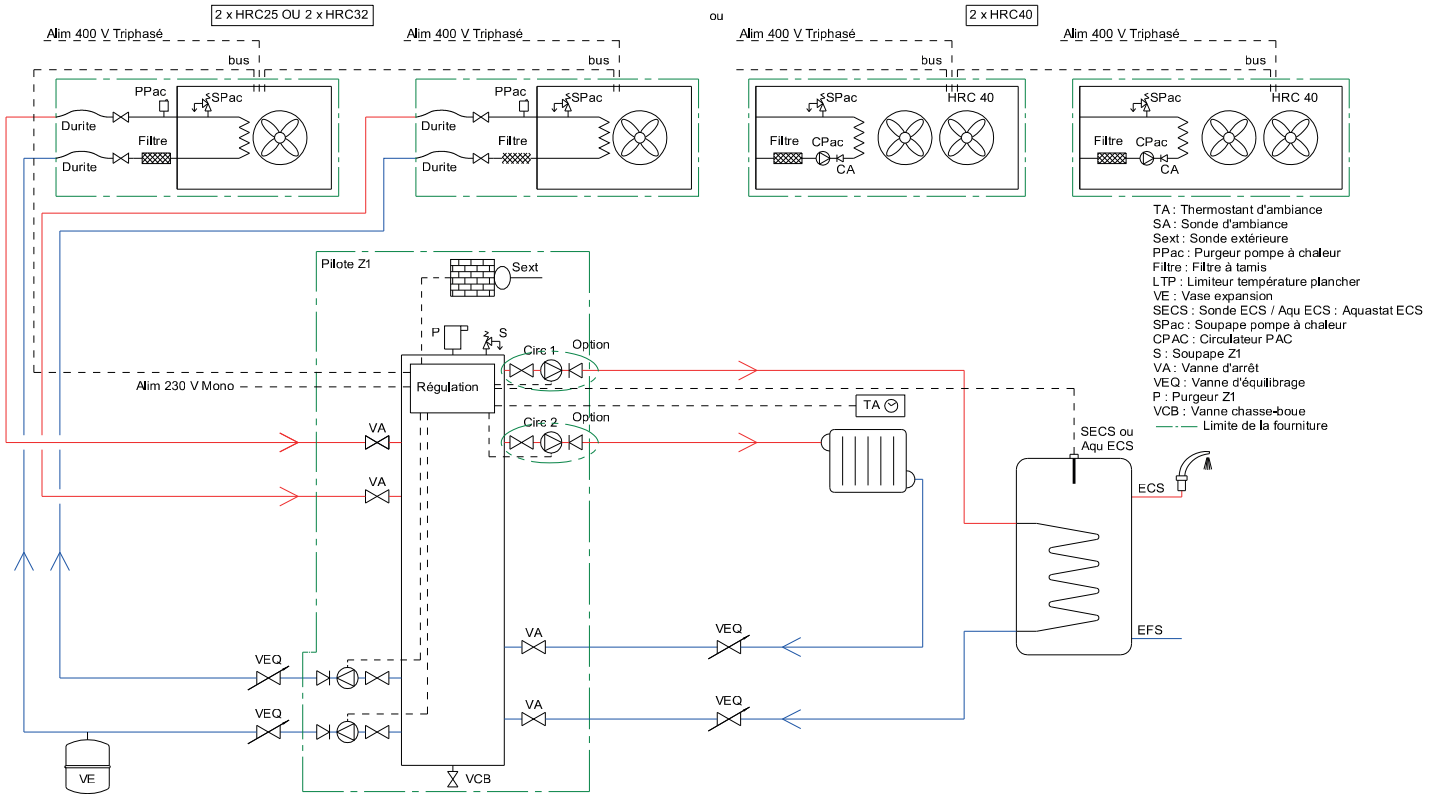 2 x HRC25 OU 2 x HRC32
ou
2 x HRC40
Alim 400 V Triphasé
Alim 400 V Triphasé
Alim 400 V Triphasé
Alim 400 V Triphasé
bus
bus
bus
bus
PPac
SPac
Durite
Filtre
Durite
PPac
SPac
Durite
Filtre
Durite
SPac
HRC 40
Filtre
CPac
CA
SPac
HRC 40
Filtre
CPac
CA
TA : Thermostant d'ambiance
SA : Sonde d'ambiance
Sext : Sonde extérieure
PPac : Purgeur pompe à chaleur
Filtre : Filtre à tamis
LTP : Limiteur température plancher
VE : Vase expansion
SECS : Sonde ECS / Aqu ECS : Aquastat ECS
SPac : Soupape pompe à chaleur
CPAC : Circulateur PAC
S : Soupape Z1
VA : Vanne d'arrêt
VEQ : Vanne d'équilibrage
P : Purgeur Z1
VCB : Vanne chasse-boue
Limite de la fourniture
Pilote Z1
Sext
P
S
Circ 1
Option
Alim 230 V Mono
Régulation
TA
Circ 2
Option
VA
VA
SECS ou
Aqu ECS
ECS
EFS
VA
VEQ
VEQ
VA
VEQ
VEQ
VE
VCB